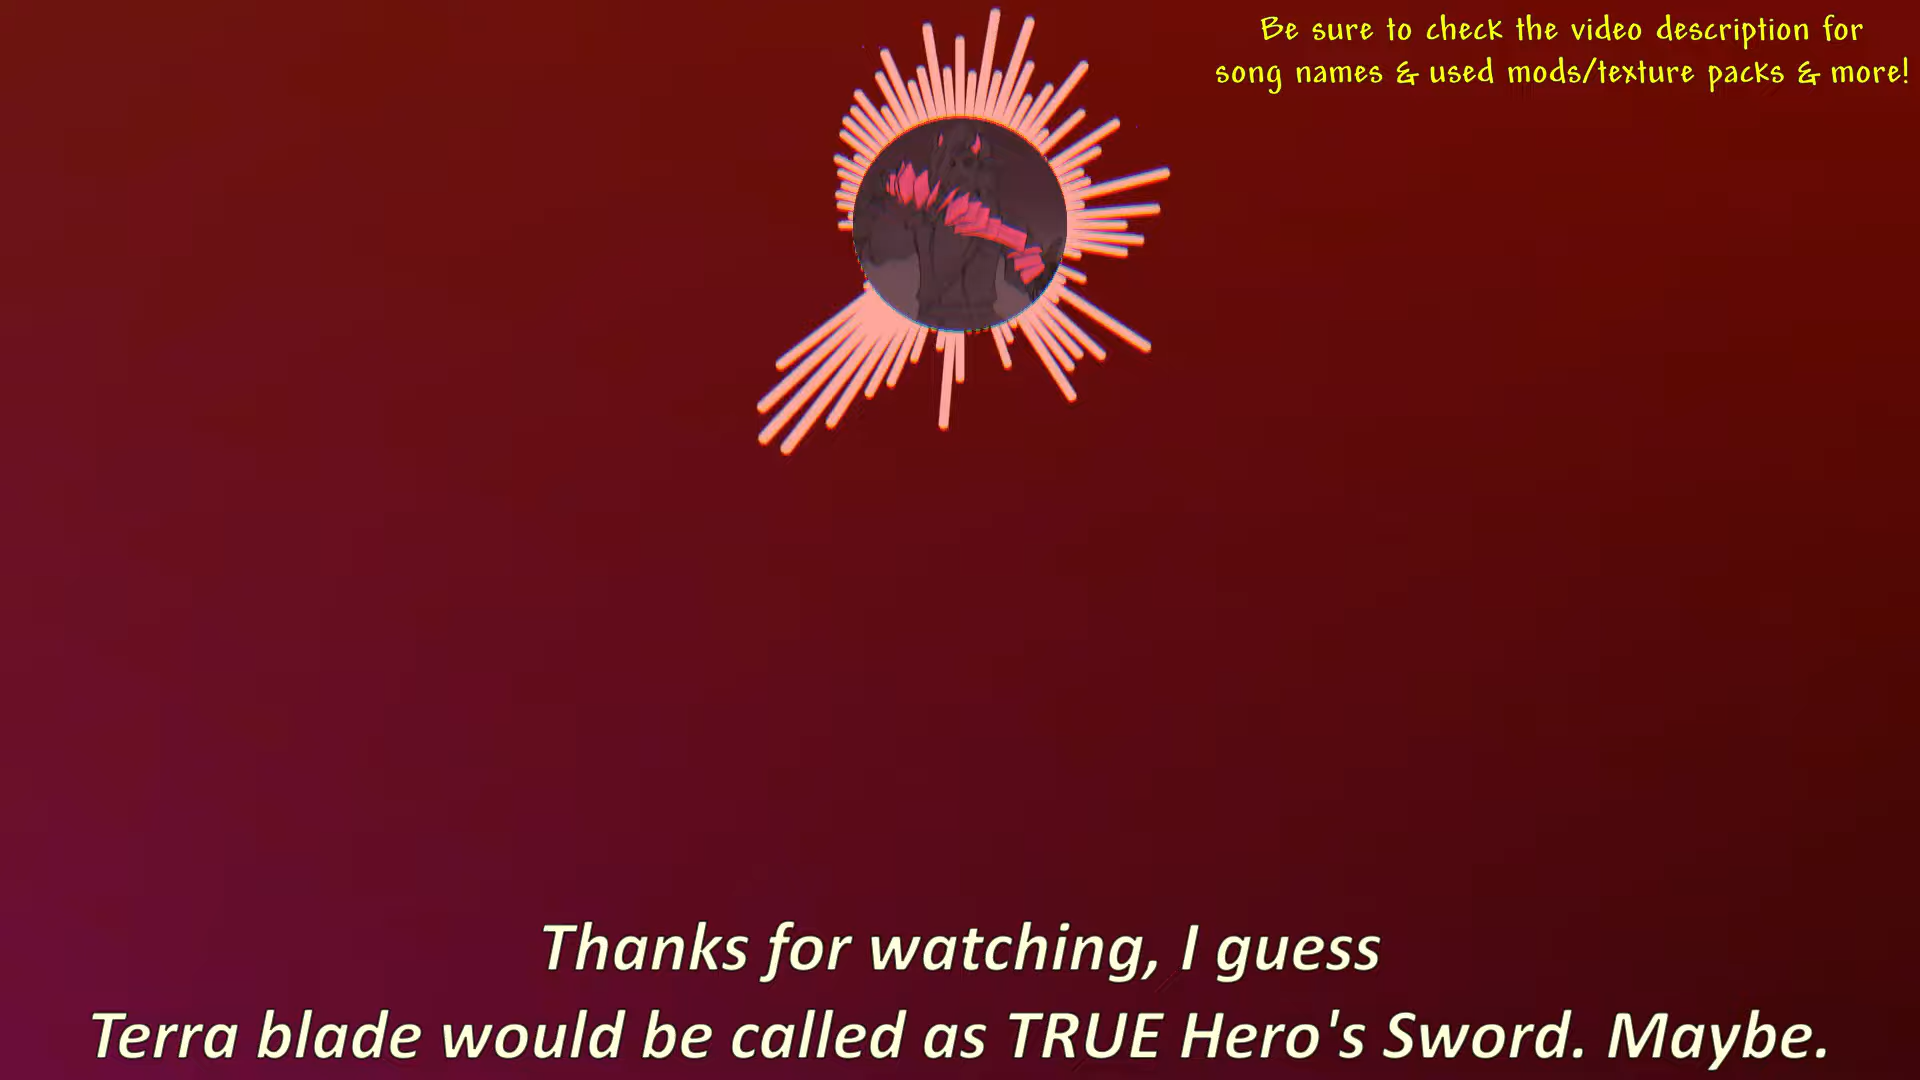 Be sure to check the video description for
song names & used mods/texture packs & more!
Thanks for watching, I guess
Terra blade would be called as TRUE Hero's Sword. Maybe.